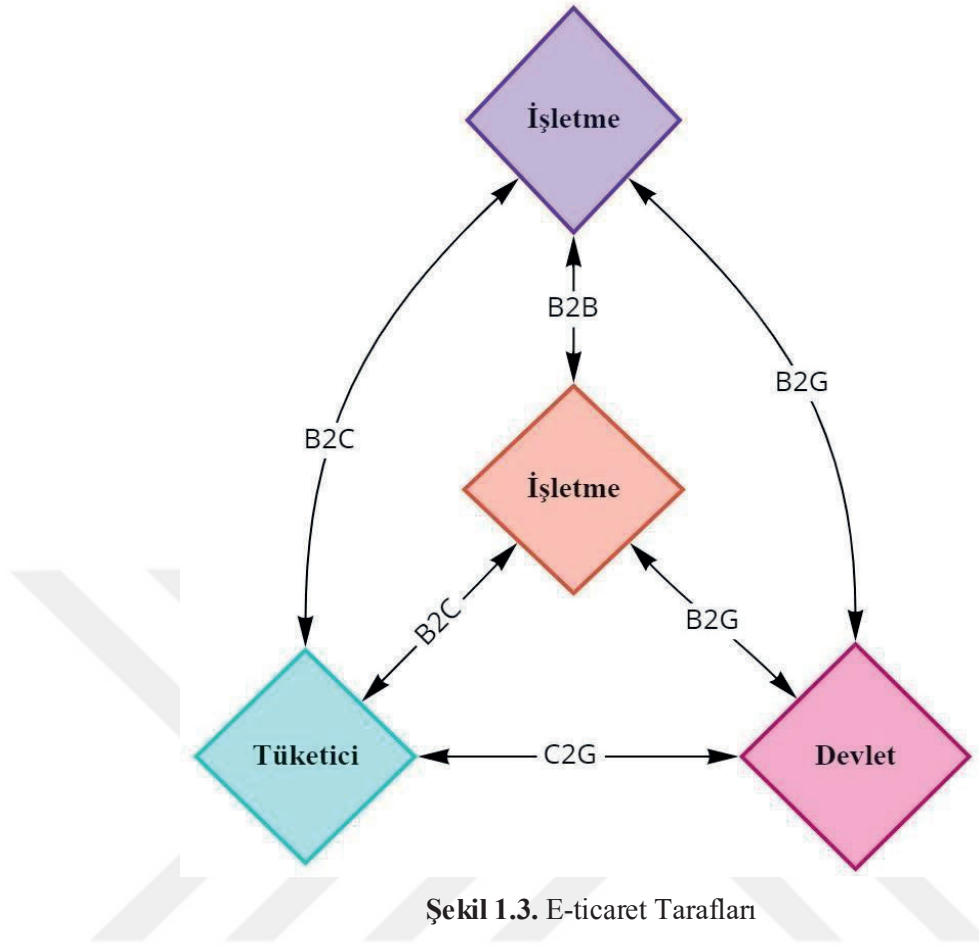 İşletme
B2B
B2G
B2C
İşletme
B2C
B2G
Tüketici
C2G
Devlet
Şekil 1.3. E-ticaret Tarafları